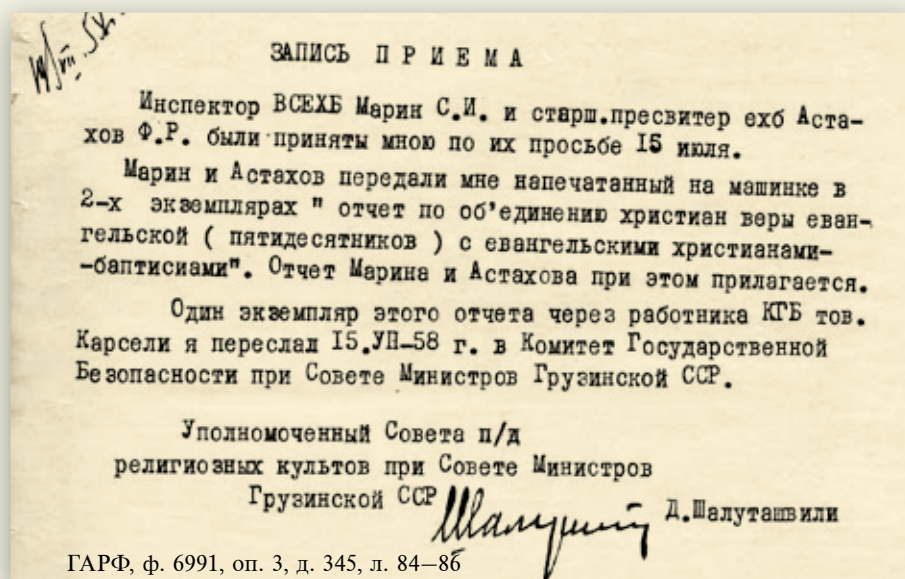 ЗАПИСЬ ПРИЕМА
Инспектор ВСЕХБ Марин С.И. и старш.пресвитер ехб Аста-
хов Ф.Р. были приняты мною по их просьбе 15 июля.
Марин и Астахов передали мне напечатанный на машинке в
2-х экземплярах " отчет по об'единению христиан веры еван-
гельской ( пятидесятников ) с евангельскими христианами-
-баптисиами". Отчет Марина и Астахова при этом прилагается.
Один экземпляр этого отчета через работника КГБ тов.
Карсели я переслал I5.УП-58 г. в Комитет Государственной
Безопасности при Совете Министров Грузинской ССР.
Уполномоченный Совета п/д
религиозных культов при Совете Министров
Грузинской ССР
Д.Шалуташвили
ГАРФ, ф. 6991, оп. 3, д. 345, л. 84–86